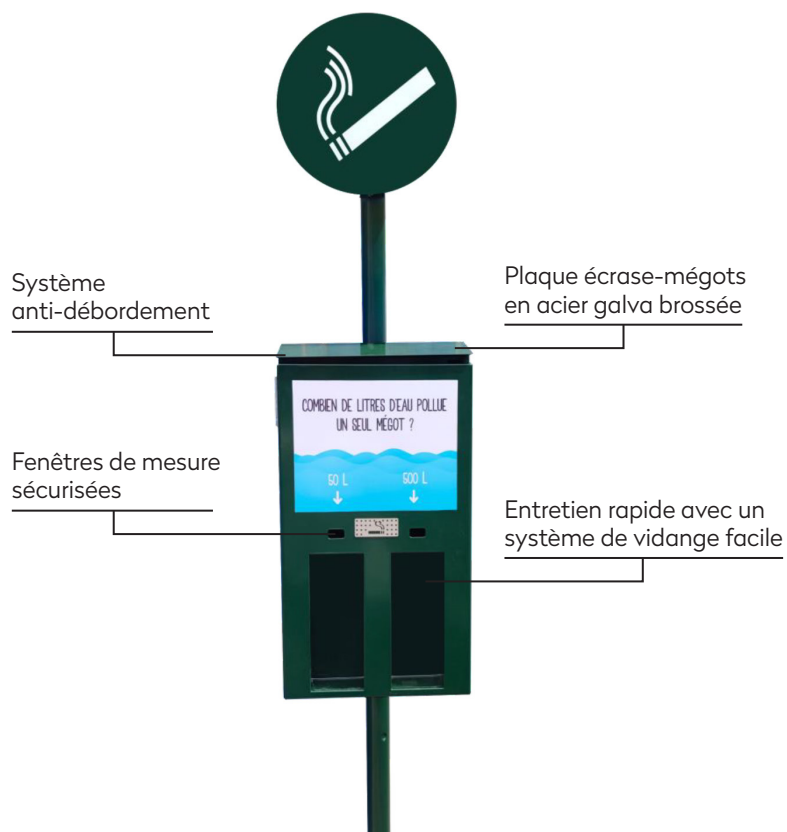 Système
anti-débordement
Plaque écrase-mégots
en acier galva brossée
COMBIEN DE LITRES D'EAU POLLUE
UN SEUL MÉGOT ?
50 L
500 L
Fenêtres de mesure
sécurisées
Entretien rapide avec un
système de vidange facile